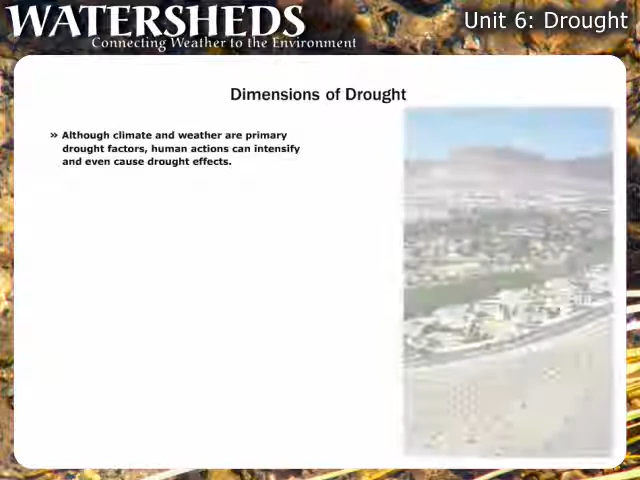 WATERSHEDS
Connecting Weather to the Environment
Unit 6: Drought
Dimensions of Drought
» Although climate and weather are primary
drought factors, human actions can intensify
and even cause drought effects.